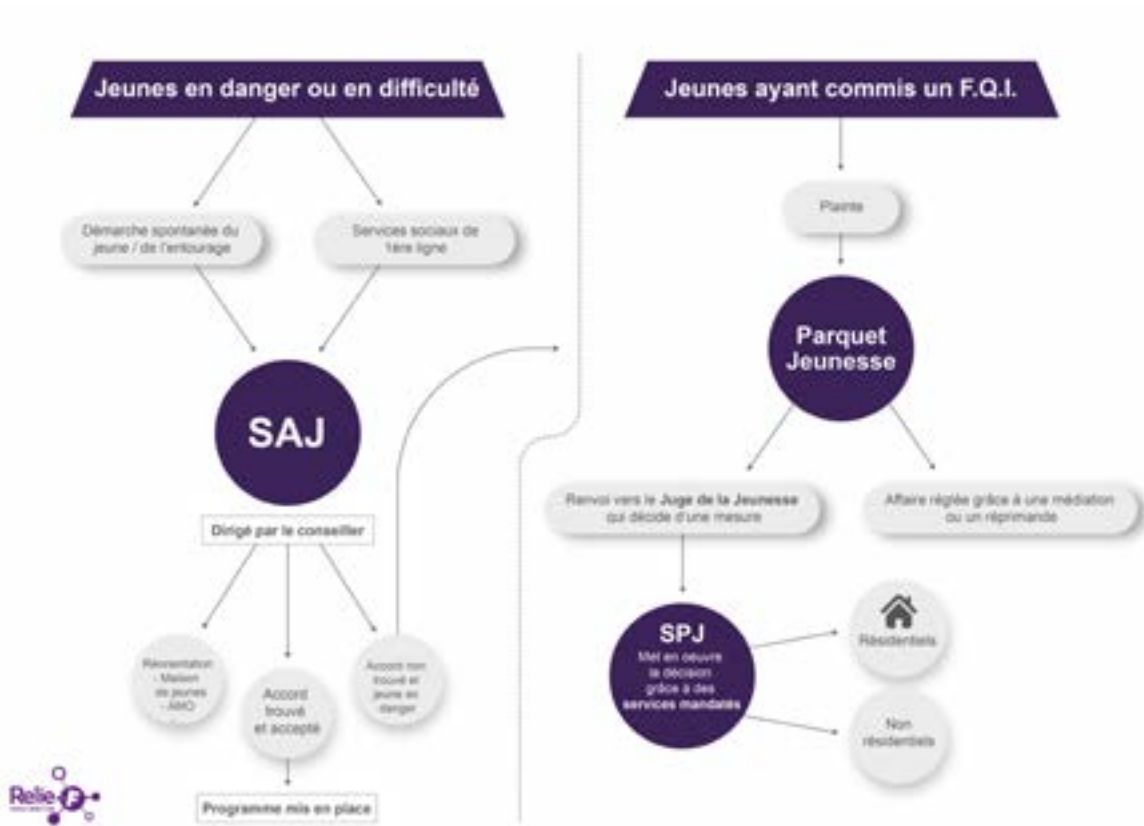 Jeunes en danger ou en difficulté
Démarche spontanée du
jeune / de l'entourage
Services sociaux de
1ère ligne
SAJ
Dirigé par le conseiller
Réorientation
- Maison
de jeunes
- AMO
Accord
trouvé
et accepté
Accord non
trouvé et
jeune en
danger
Programme mis en place
Jeunes ayant commis un F.Q.I.
Plainte
Parquet
Jeunesse
Renvoi vers le Juge de la Jeunesse
qui décide d'une mesure
Affaire réglée grâce à une médiation
ou un réprimande
SPJ
Met en oeuvre
la décision
grâce à des
services mandatés
Résidentiels
Non
résidentiels
Relie F